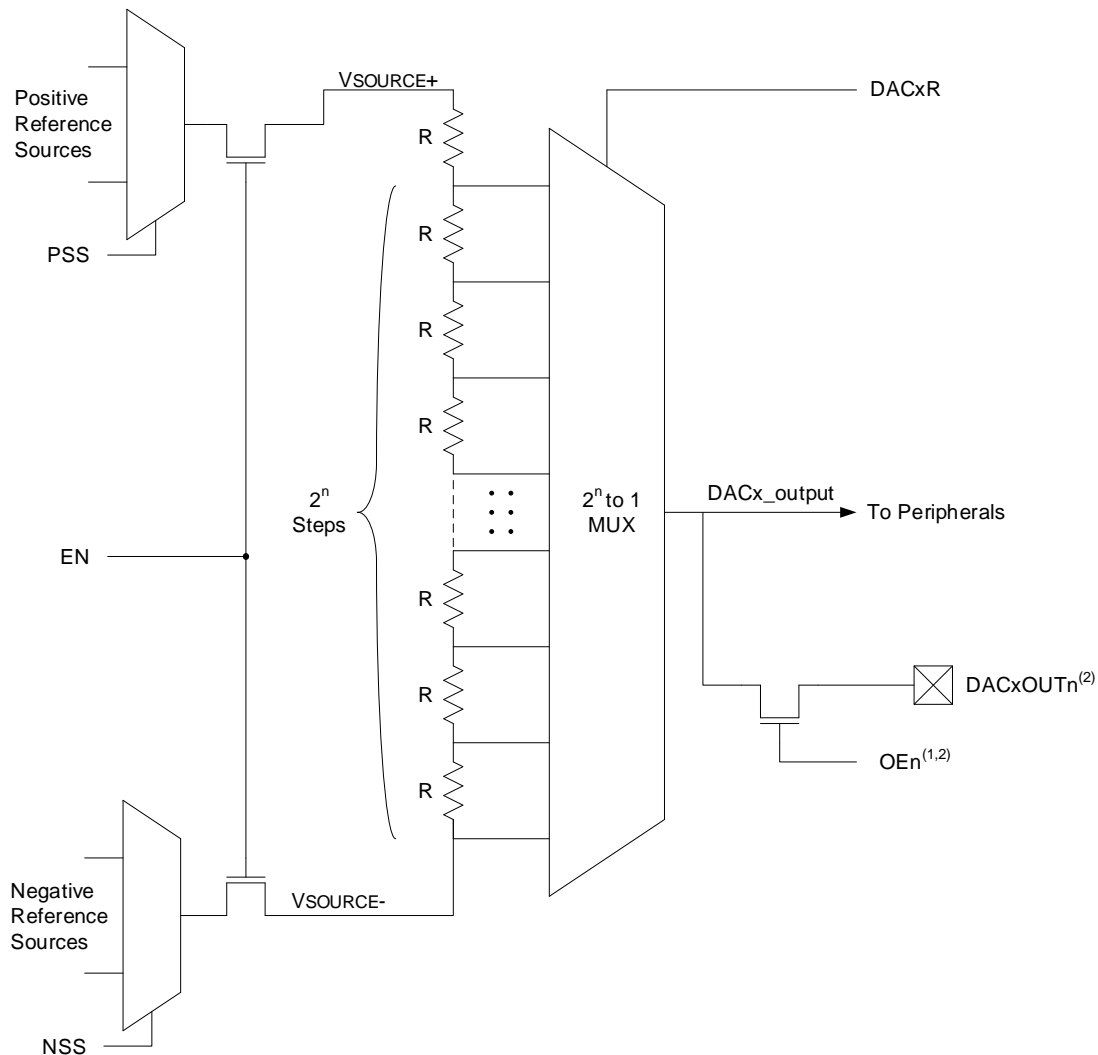 VSOURCE+
DACxR
Positive
Reference
Sources
R
PSS
R
R
R
2ⁿ
Steps
2ⁿ to 1
MUX
DACx_output
To Peripherals
EN
R
R
DACxOUTn(2)
OEn(1,2)
R
Negative
Reference
Sources
VSOURCE-
NSS